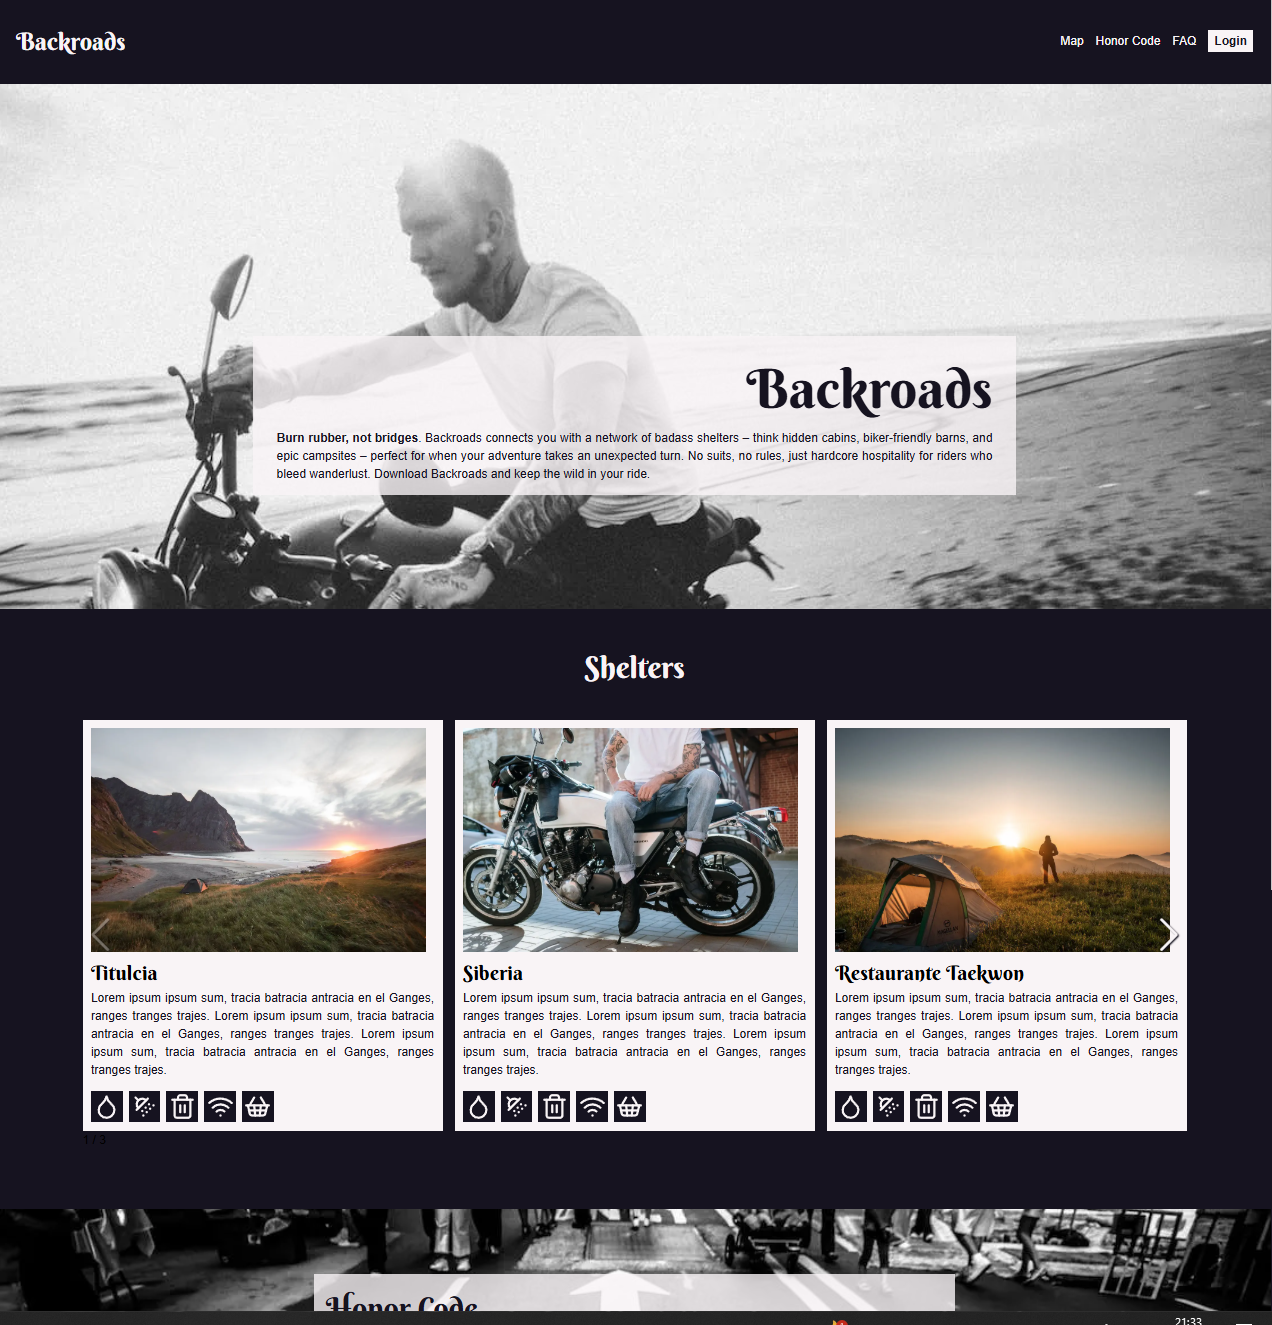 Backroads
Map Honor Code FAQ Login
Backroads
Burn rubber, not bridges. Backroads connects you with a network of badass shelters – think hidden cabins, biker-friendly barns, and
epic campsites – perfect for when your adventure takes an unexpected turn. No suits, no rules, just hardcore hospitality for riders who
bleed wanderlust. Download Backroads and keep the wild in your ride.
Shelters
Titulcia
Lorem ipsum ipsum sum, tracia batracia antracia en el Ganges,
ranges tranges trajes. Lorem ipsum ipsum sum, tracia batracia
antracia en el Ganges, ranges tranges trajes. Lorem ipsum
ipsum sum, tracia batracia antracia en el Ganges, ranges
tranges trajes.
Siberia
Lorem ipsum ipsum sum, tracia batracia antracia en el Ganges,
ranges tranges trajes. Lorem ipsum ipsum sum, tracia batracia
antracia en el Ganges, ranges tranges trajes. Lorem ipsum
ipsum sum, tracia batracia antracia en el Ganges, ranges
tranges trajes.
Restaurante Taekwon
Lorem ipsum ipsum sum, tracia batracia antracia en el Ganges,
ranges tranges trajes. Lorem ipsum ipsum sum, tracia batracia
antracia en el Ganges, ranges tranges trajes. Lorem ipsum
ipsum sum, tracia batracia antracia en el Ganges, ranges
tranges trajes.
1 / 3
Honor Code
21:33